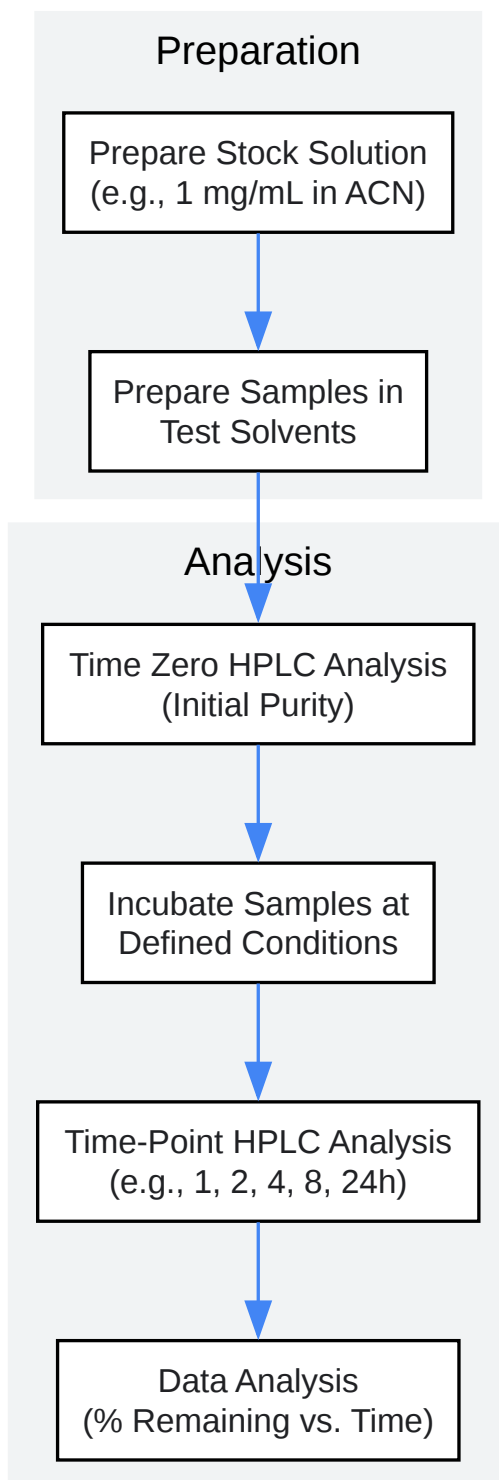 Preparation
Prepare Stock Solution
(e.g., 1 mg/mL in ACN)
Prepare Samples in
Test Solvents
Analysis
Time Zero HPLC Analysis
(Initial Purity)
Incubate Samples at
Defined Conditions
Time-Point HPLC Analysis
(e.g., 1, 2, 4, 8, 24h)
Data Analysis
(% Remaining vs. Time)